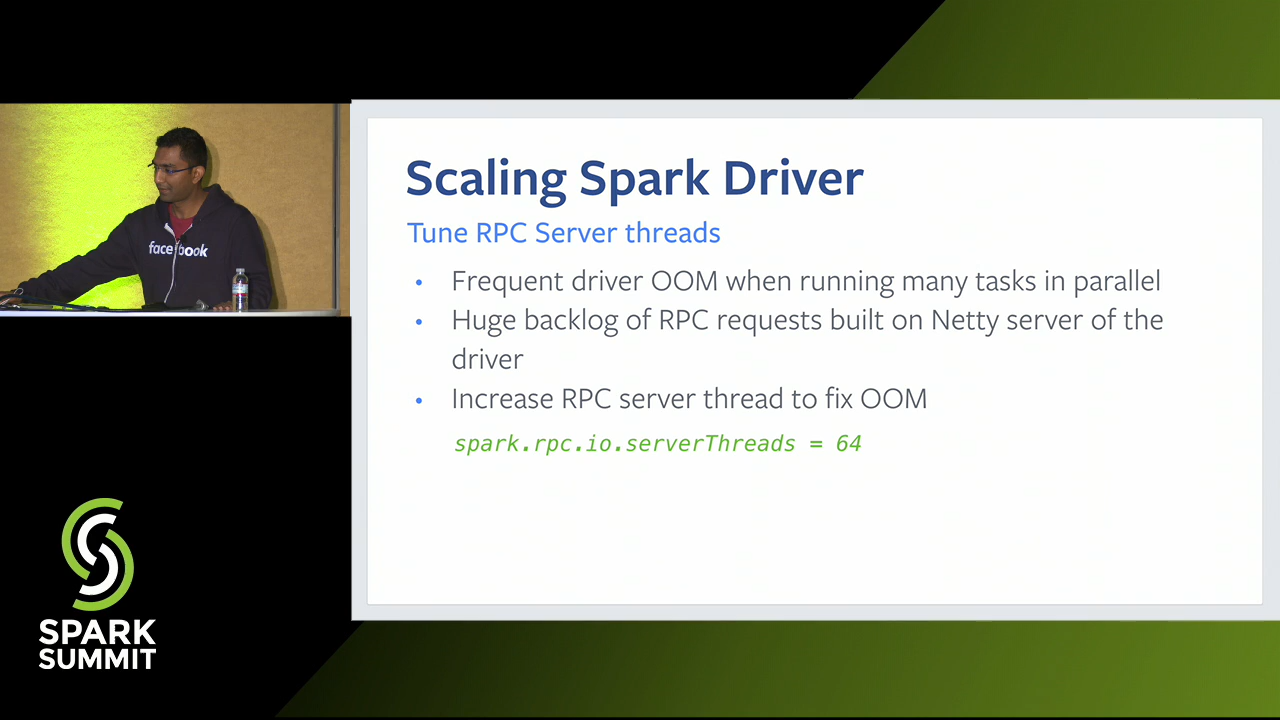 Scaling Spark Driver
Tune RPC Server threads
• Frequent driver OOM when running many tasks in parallel
• Huge backlog of RPC requests built on Netty server of the
driver
• Increase RPC server thread to fix OOM
spark.rpc.io.serverThreads = 64
facebook
SPARK
SUMMIT